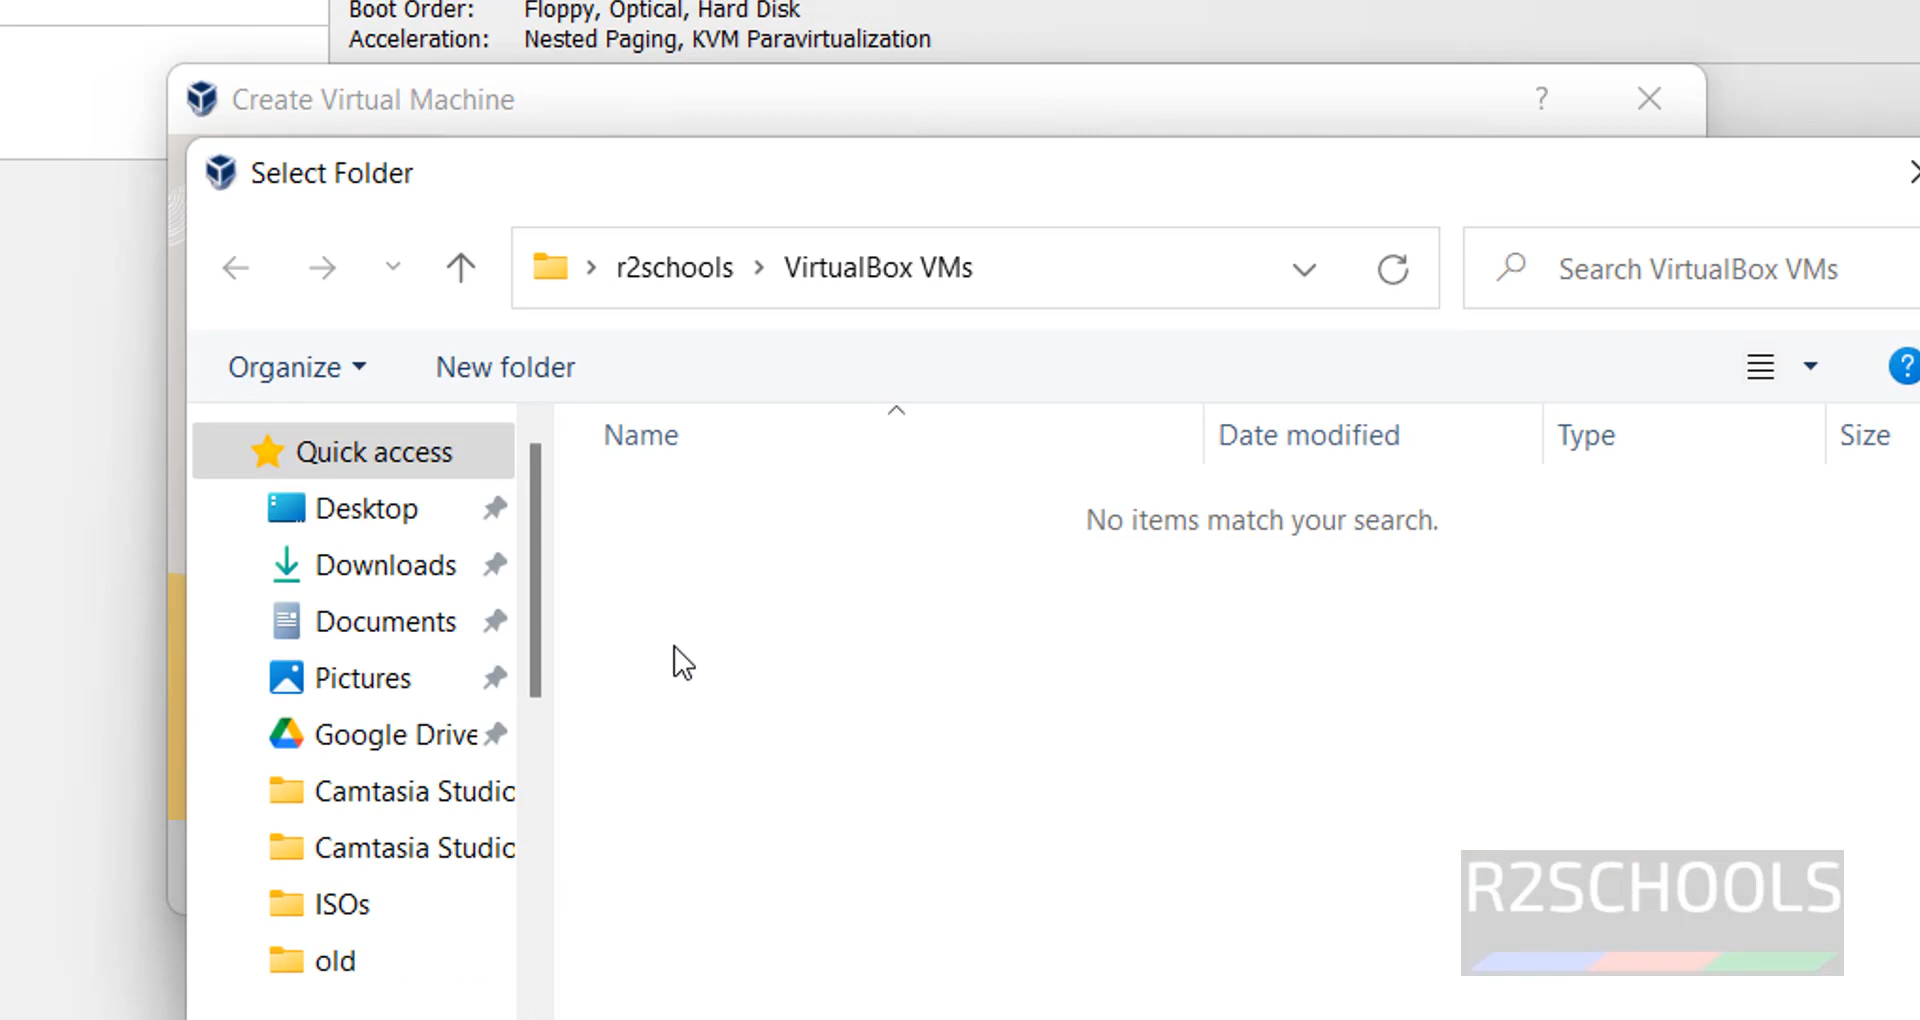 Boot Order: Floppy, Optical, Hard Disk
Acceleration: Nested Paging, KVM Paravirtualization
Create Virtual Machine ?
Select Folder
r2schools VirtualBox VMs Search VirtualBox VMs
Organize New folder ?
Name Date modified Type Size
Quick access
No items match your search.
Desktop
Downloads
Documents
Pictures
Google Drive
Camtasia Studio
Camtasia Studio
ISOs
old
R2SCHOOLS